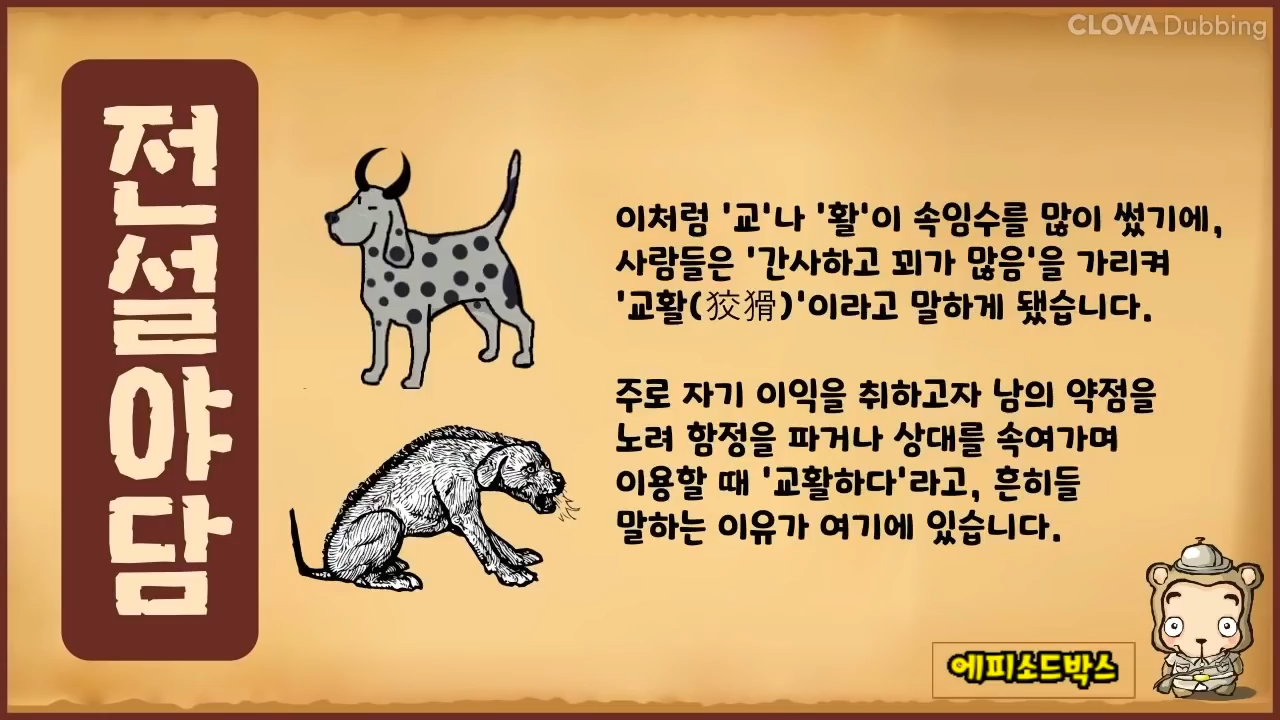 CLOVA Dubbing
전설야담
이처럼 '교'나 '활'이 속임수를 많이 썼기에,
사람들은 '간사하고 꾀가 많음'을 가리켜
'교활(狡猾)'이라고 말하게 됐습니다.
주로 자기 이익을 취하고자 남의 약점을
노려 함정을 파거나 상대를 속여가며
이용할 때 '교활하다'라고, 흔히들
말하는 이유가 여기에 있습니다.
에피소드박스